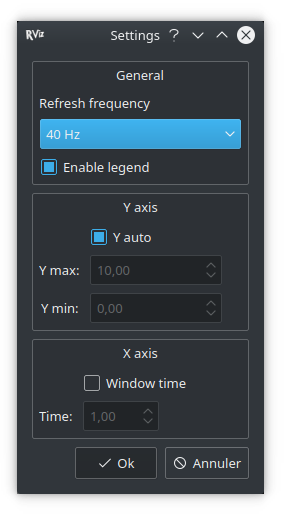 RViz Settings ?
General
Refresh frequency
40 Hz
Enable legend
Y axis
Y auto
Y max: 10,00
Y min: 0,00
X axis
Window time
Time: 1,00
Ok Annuler